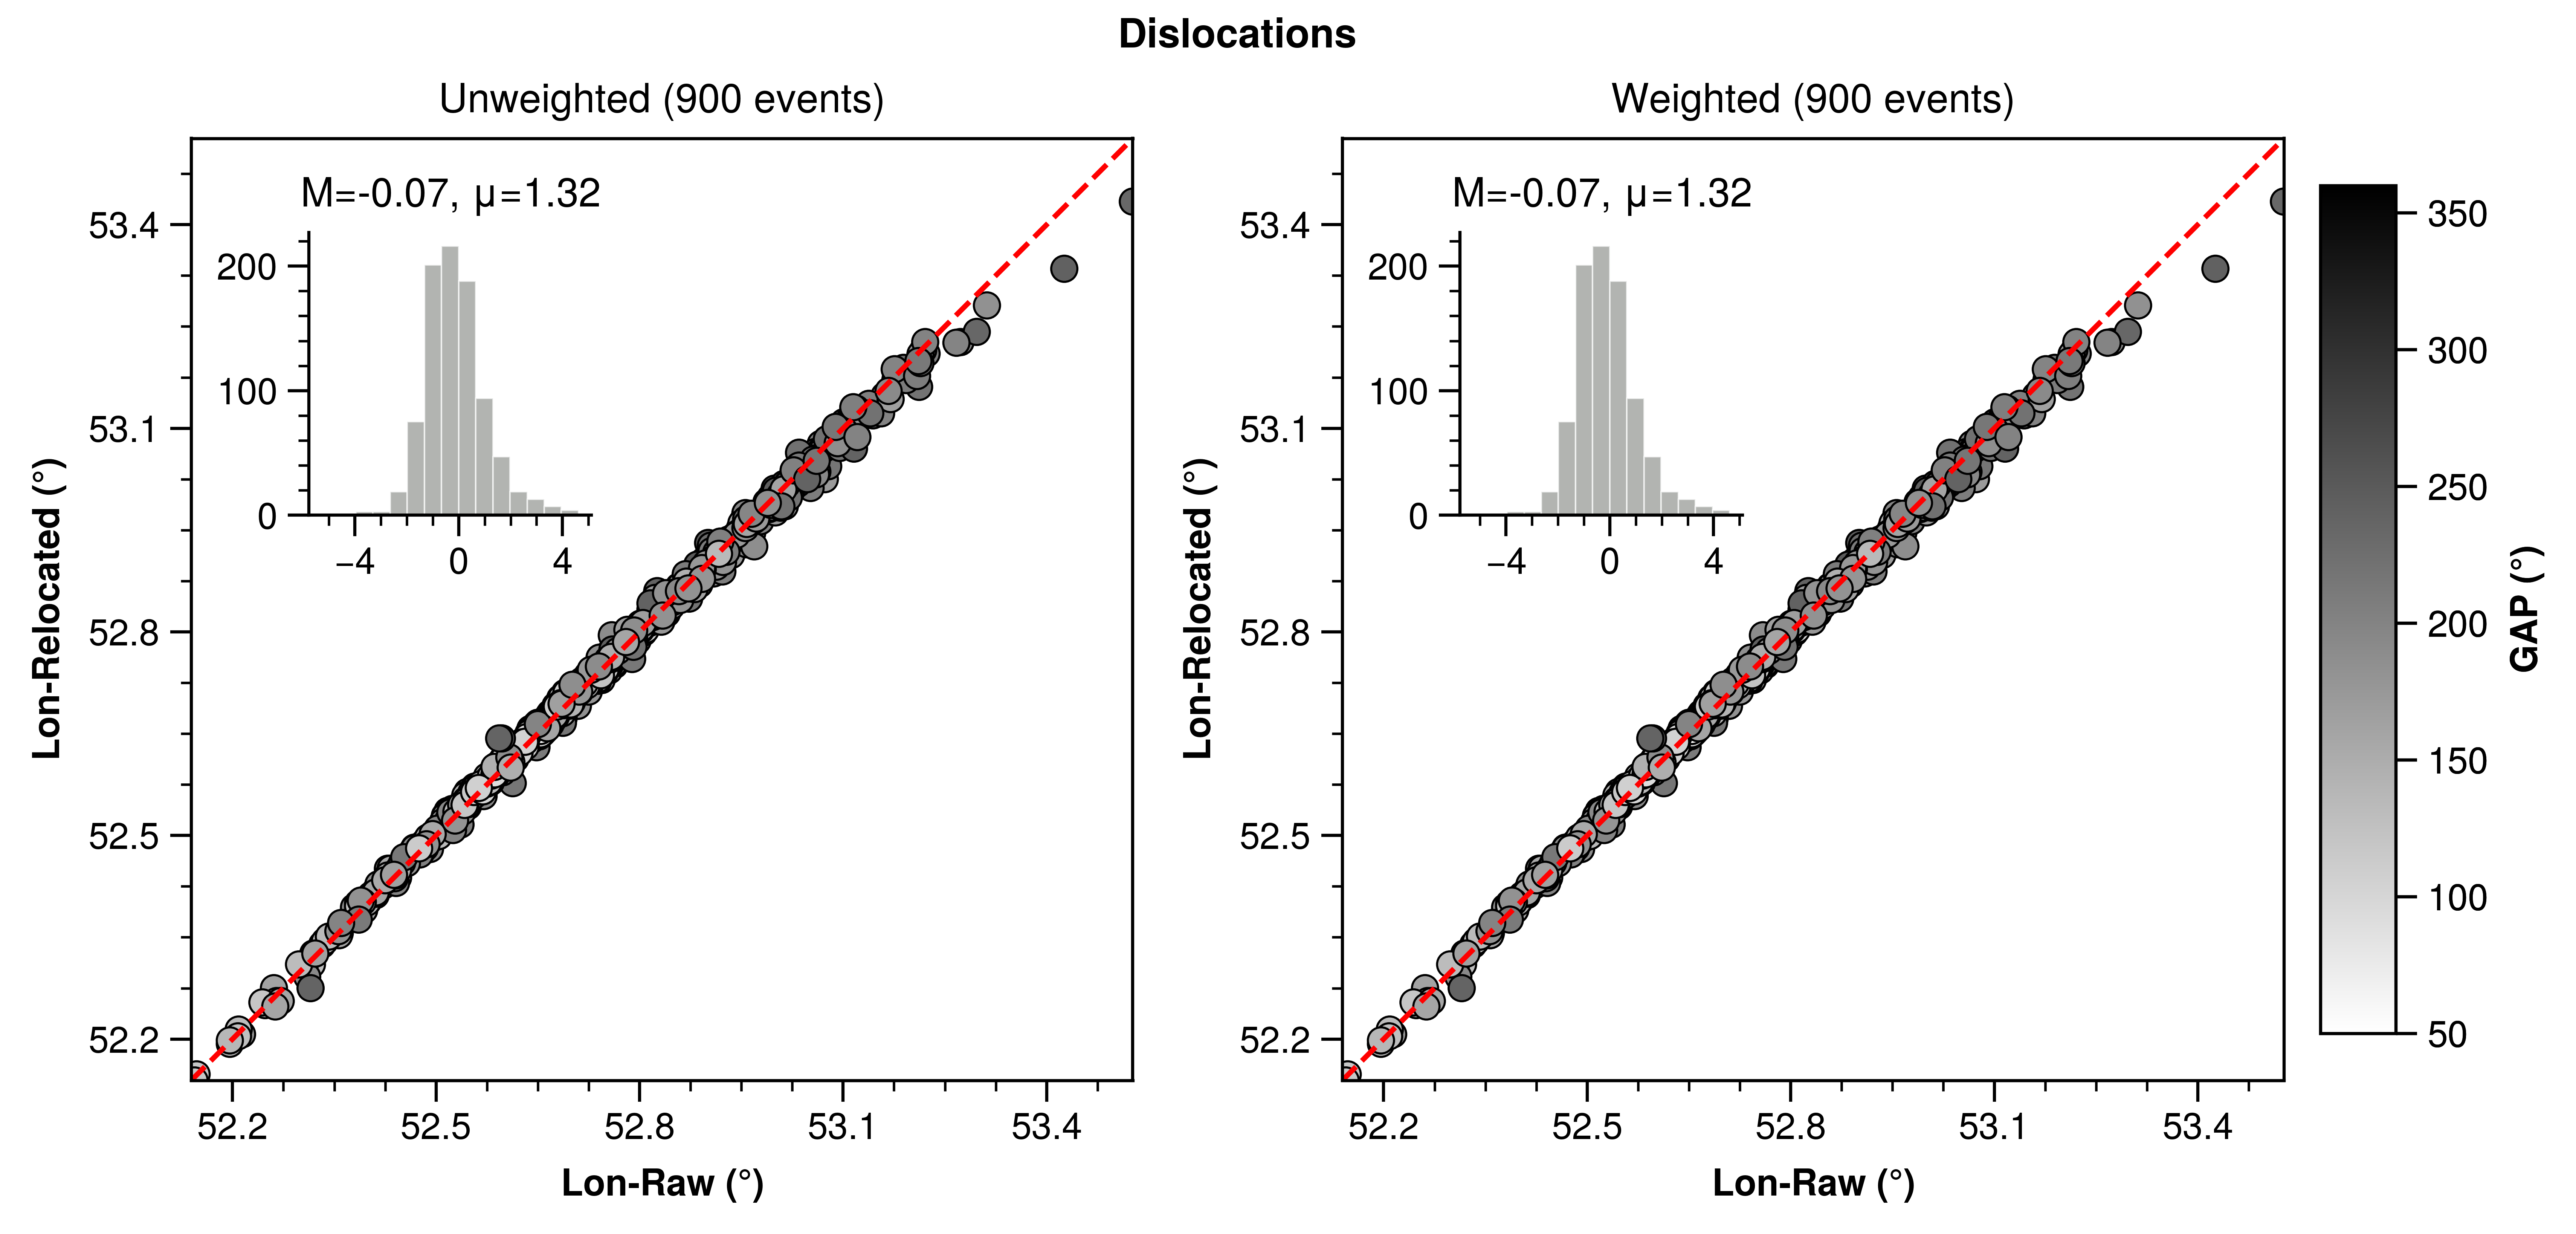 Dislocations
Unweighted (900 events)
M=-0.07, μ=1.32
200
100
0
−4 0 4
53.4
53.1
52.8
52.5
52.2
52.2 52.5 52.8 53.1 53.4
Lon-Relocated (°)
Lon-Raw (°)
Weighted (900 events)
M=-0.07, μ=1.32
200
100
0
−4 0 4
53.4
53.1
52.8
52.5
52.2
52.2 52.5 52.8 53.1 53.4
Lon-Relocated (°)
Lon-Raw (°)
350
300
250
200
150
100
50
GAP (°)